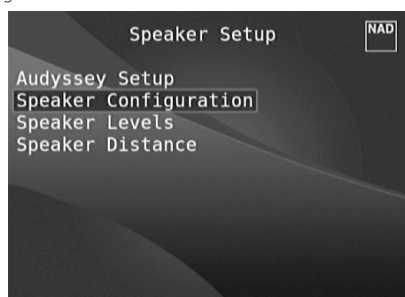 Speaker Setup
NAD
Audyssey Setup
Speaker Configuration
Speaker Levels
Speaker Distance